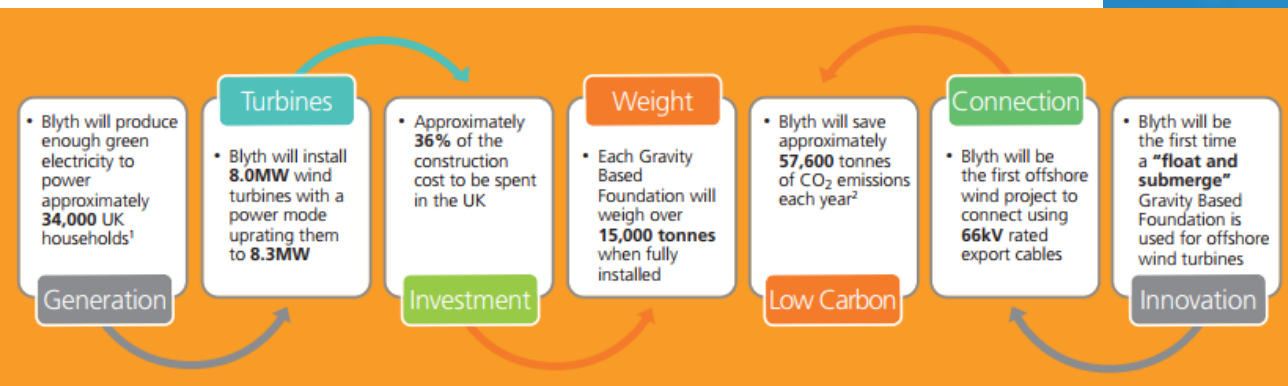 • Blyth will produce
enough green
electricity to
power
approximately
34,000 UK
households¹
Generation
Turbines
• Blyth will install
8.0MW wind
turbines with a
power mode
uprating them
to 8.3MW
• Approximately
36% of the
construction
cost to be spent
in the UK
Investment
Weight
• Each Gravity
Based
Foundation will
weigh over
15,000 tonnes
when fully
installed
• Blyth will save
approximately
57,600 tonnes
of CO₂ emissions
each year²
Low Carbon
Connection
• Blyth will be
the first offshore
wind project to
connect using
66kV rated
export cables
• Blyth will be
the first time
a “float and
submerge”
Gravity Based
Foundation is
used for offshore
wind turbines
Innovation